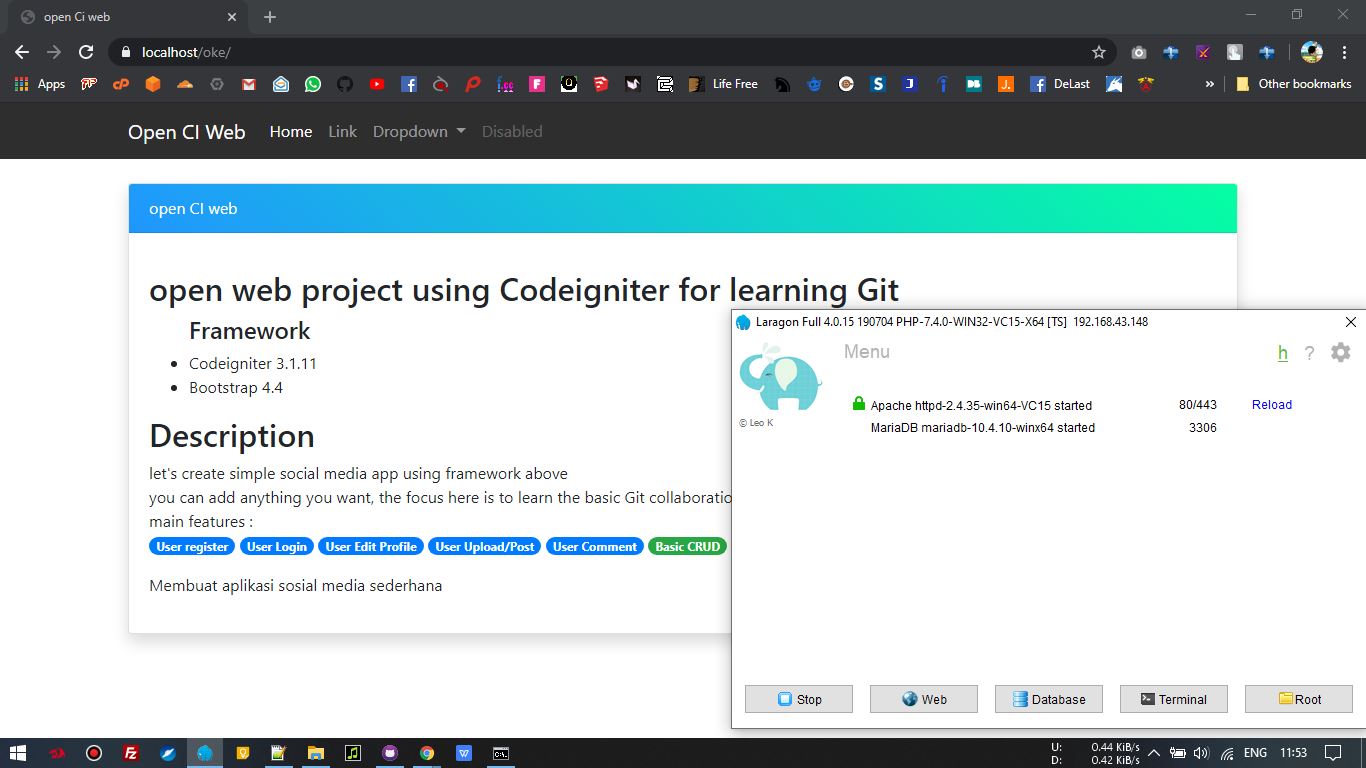 open Ci web
localhost/oke/
Apps
Life Free
DeLast
»
Other bookmarks
Open CI Web Home Link Dropdown Disabled
open CI web
open web project using Codeigniter for learning Git
Framework
• Codeigniter 3.1.11
• Bootstrap 4.4
Description
let's create simple social media app using framework above
you can add anything you want, the focus here is to learn the basic Git collaboratio
main features :
User register User Login User Edit Profile User Upload/Post User Comment Basic CRUD
Membuat aplikasi sosial media sederhana
Laragon Full 4.0.15 190704 PHP-7.4.0-WIN32-VC15-X64 [TS] 192.168.43.148
Menu
h ?
© Leo K
Apache httpd-2.4.35-win64-VC15 started 80/443 Reload
MariaDB mariadb-10.4.10-winx64 started 3306
Stop Web Database Terminal Root
U: 0.44 KiB/s
D: 0.42 KiB/s
ENG 11:53